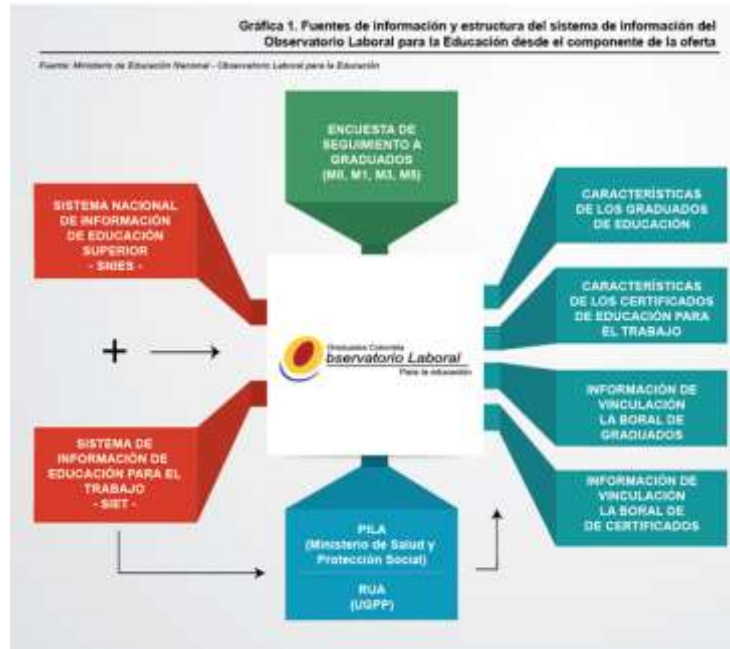 Gráfica 1. Fuentes de información y estructura del sistema de información del
Observatorio Laboral para la Educación desde el componente de la oferta
Fuente: Ministerio de Educación Nacional - Observatorio Laboral para la Educación
ENCUESTA DE
SEGUIMIENTO A
GRADUADOS
(M0, M1, M3, M5)
SISTEMA NACIONAL
DE INFORMACIÓN
DE EDUCACIÓN
SUPERIOR
- SNIES -
+
SISTEMA DE
INFORMACIÓN DE
EDUCACIÓN PARA EL
TRABAJO
- SIET -
Graduados Colombia
bservatorio Laboral
Para la educación
PILA
(Ministerio de Salud y
Protección Social)
RUA
(UGPP)
CARACTERÍSTICAS
DE LOS GRADUADOS
DE EDUCACIÓN
CARACTERÍSTICAS
DE LOS CERTIFICADOS
DE EDUCACIÓN PARA
EL TRABAJO
INFORMACIÓN DE
VINCULACIÓN
LA BORAL DE
GRADUADOS
INFORMACIÓN DE
VINCULACIÓN
LA BORAL DE
DE CERTIFICADOS